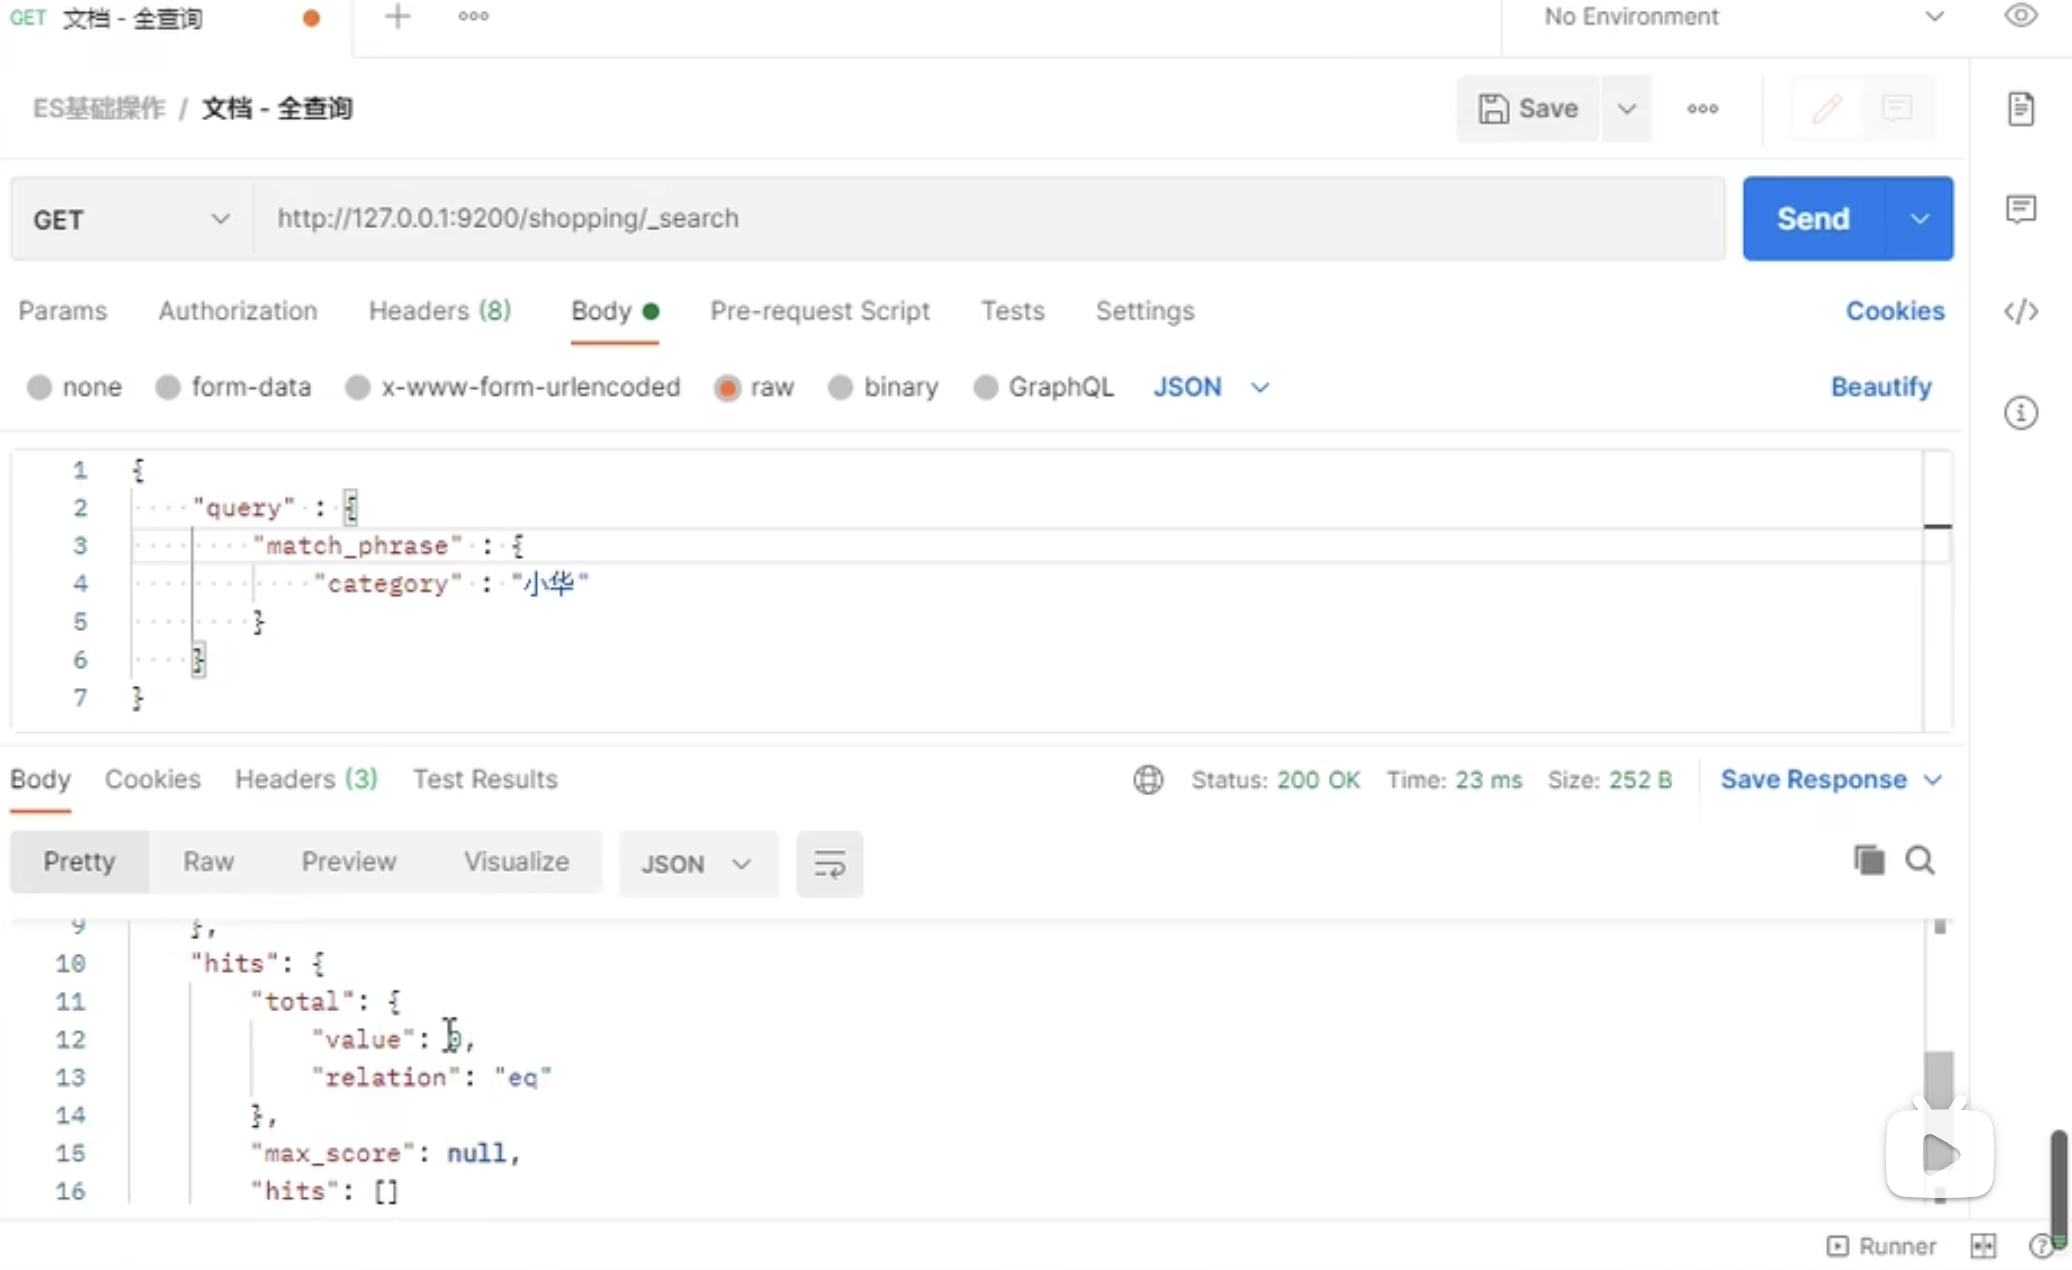 GET 文档 - 全查询
No Environment
ES基础操作 / 文档 - 全查询
Save
GET http://127.0.0.1:9200/shopping/_search Send
Params Authorization Headers (8) Body Pre-request Script Tests Settings Cookies
none form-data x-www-form-urlencoded raw binary GraphQL JSON Beautify
1 {
2 "query" : {
3 "match_phrase" : {
4 "category" : "小华"
5 }
6 }
7 }
Body Cookies Headers (3) Test Results Status: 200 OK Time: 23 ms Size: 252 B Save Response
Pretty Raw Preview Visualize JSON
9 },
10 "hits": {
11 "total": {
12 "value": 0,
13 "relation": "eq"
14 },
15 "max_score": null,
16 "hits": []
Runner